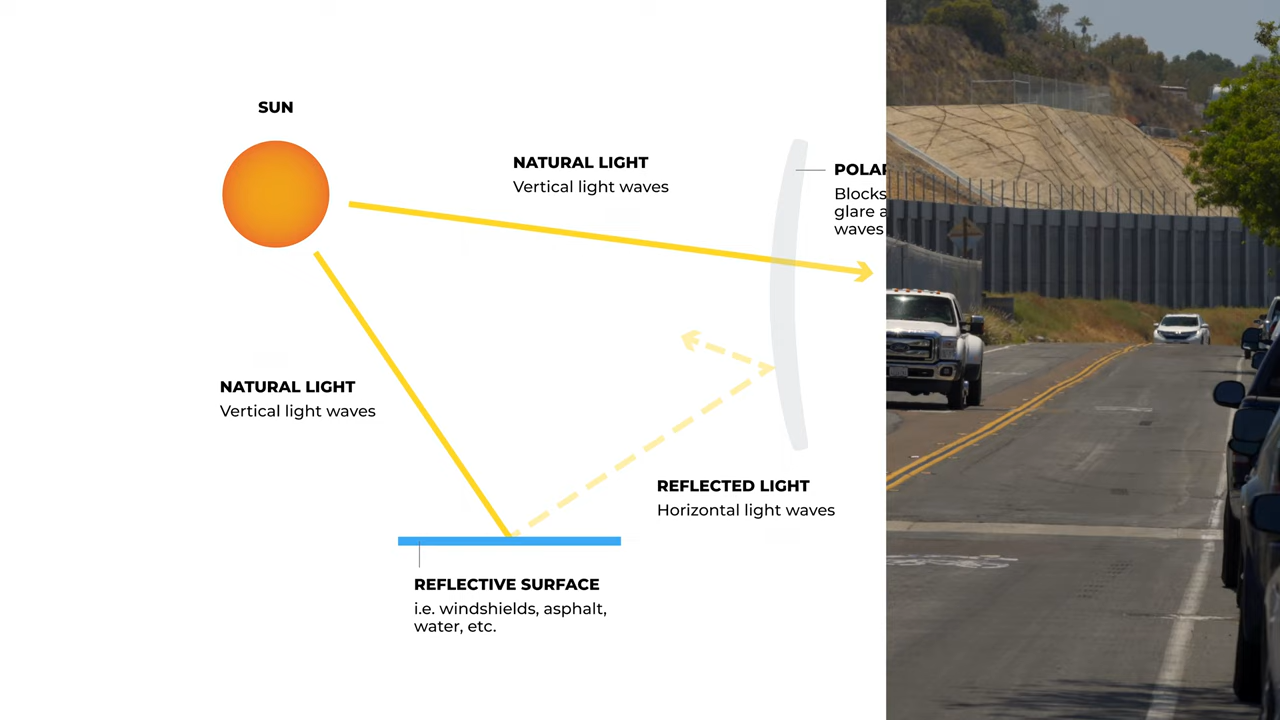 SUN
NATURAL LIGHT
Vertical light waves
POLAR
Blocks
glare a
waves
NATURAL LIGHT
Vertical light waves
REFLECTED LIGHT
Horizontal light waves
REFLECTIVE SURFACE
i.e. windshields, asphalt,
water, etc.